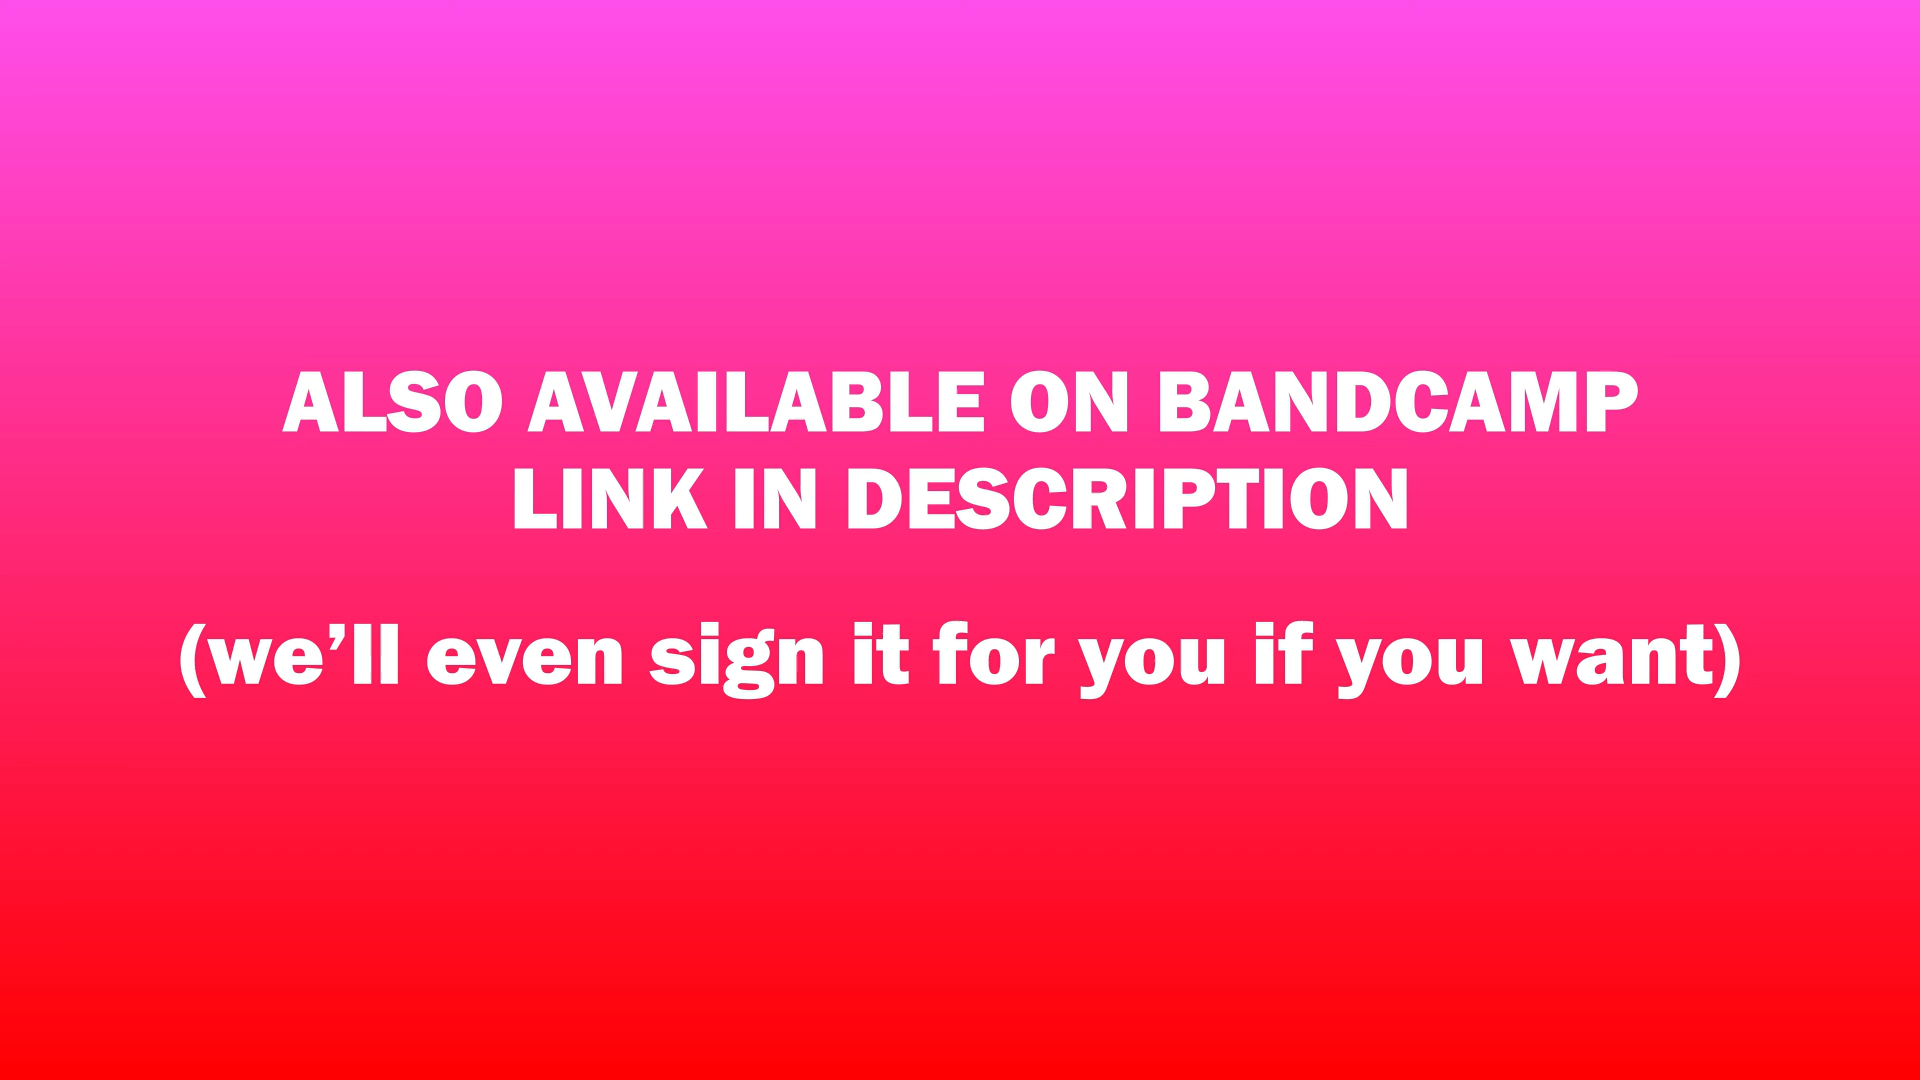 ALSO AVAILABLE ON BANDCAMP
LINK IN DESCRIPTION
(we’ll even sign it for you if you want)